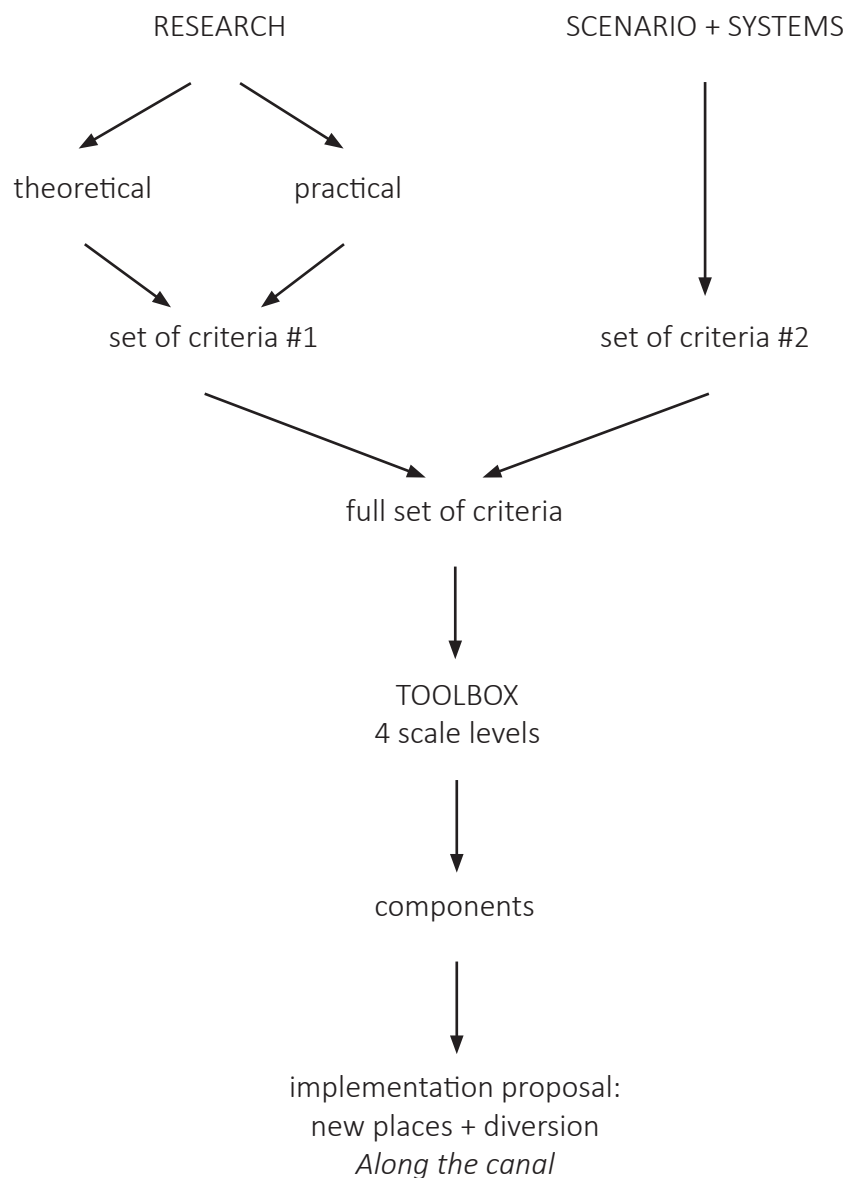 RESEARCH
SCENARIO + SYSTEMS
theoretical
practical
set of criteria #1
set of criteria #2
full set of criteria
TOOLBOX
4 scale levels
components
implementation proposal:
new places + diversion
Along the canal